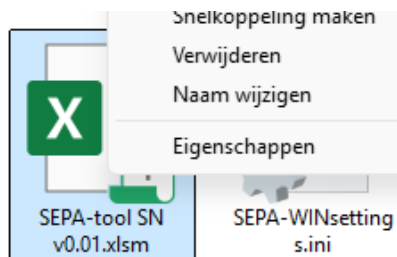 Snelkoppeling maken
Verwijderen
Naam wijzigen
Eigenschappen
X
SEPA-tool SN
v0.01.xlsm
SEPA-WINsetting
s.ini